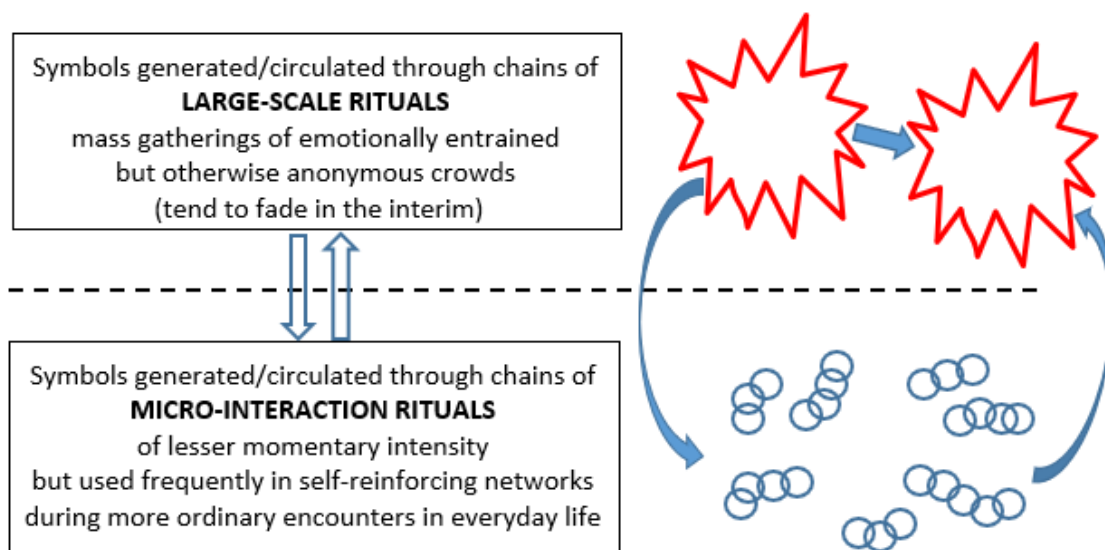 Symbols generated/circulated through chains of
LARGE-SCALE RITUALS
mass gatherings of emotionally entrained
but otherwise anonymous crowds
(tend to fade in the interim)
Symbols generated/circulated through chains of
MICRO-INTERACTION RITUALS
of lesser momentary intensity
but used frequently in self-reinforcing networks
during more ordinary encounters in everyday life